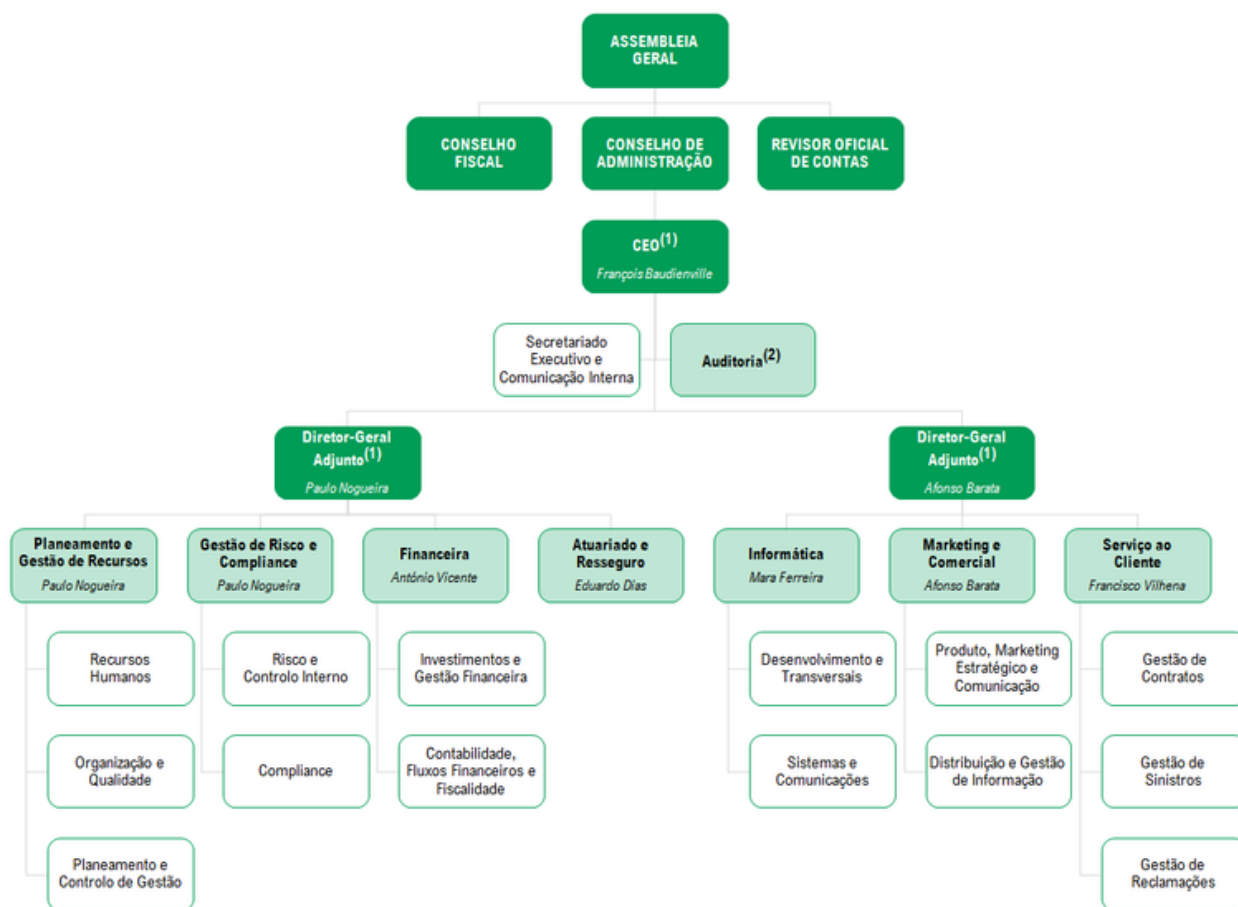 ASSEMBLEIA
GERAL
CONSELHO
FISCAL
CONSELHO DE
ADMINISTRAÇÃO
REVISOR OFICIAL
DE CONTAS
CEO(1)
François Baudienville
Secretariado
Executivo e
Comunicação Interna
Auditoria(2)
Diretor-Geral
Adjunto(1)
Paulo Nogueira
Diretor-Geral
Adjunto(1)
Afonso Barata
Planeamento e
Gestão de Recursos
Paulo Nogueira
Gestão de Risco e
Compliance
Paulo Nogueira
Financeira
António Vicente
Atuariado e
Resseguro
Eduardo Dias
Informática
Mara Ferreira
Marketing e
Comercial
Afonso Barata
Serviço ao
Cliente
Francisco Vilhena
Recursos
Humanos
Risco e
Controlo Interno
Investimentos e
Gestão Financeira
Desenvolvimento e
Transversais
Produto, Marketing
Estratégico e
Comunicação
Gestão de
Contratos
Organização e
Qualidade
Compliance
Contabilidade,
Fluxos Financeiros e
Fiscalidade
Sistemas e
Comunicações
Distribuição e Gestão
de Informação
Gestão de
Sinistros
Planeamento e
Controlo de Gestão
Gestão de
Reclamações